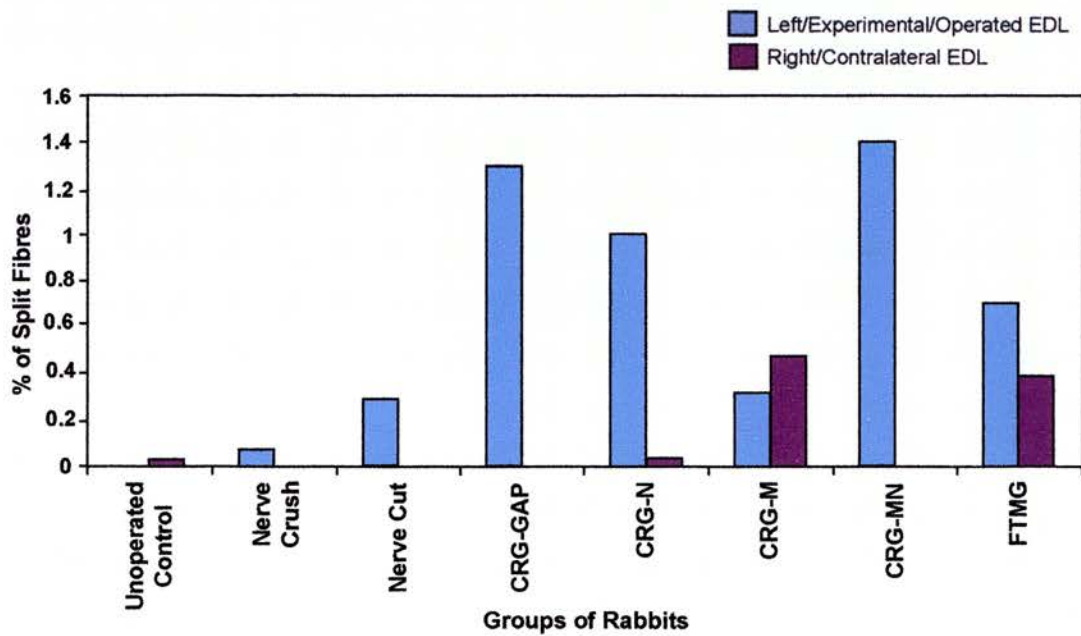 Left/Experimental/Operated EDL
Right/Contralateral EDL
1.6
1.4
1.2
1
0.8
0.6
0.4
0.2
0
% of Split Fibres
Unoperated
Control
Nerve
Crush
Nerve Cut
CRG-GAP
CRG-N
CRG-M
CRG-MN
FTMG
Groups of Rabbits